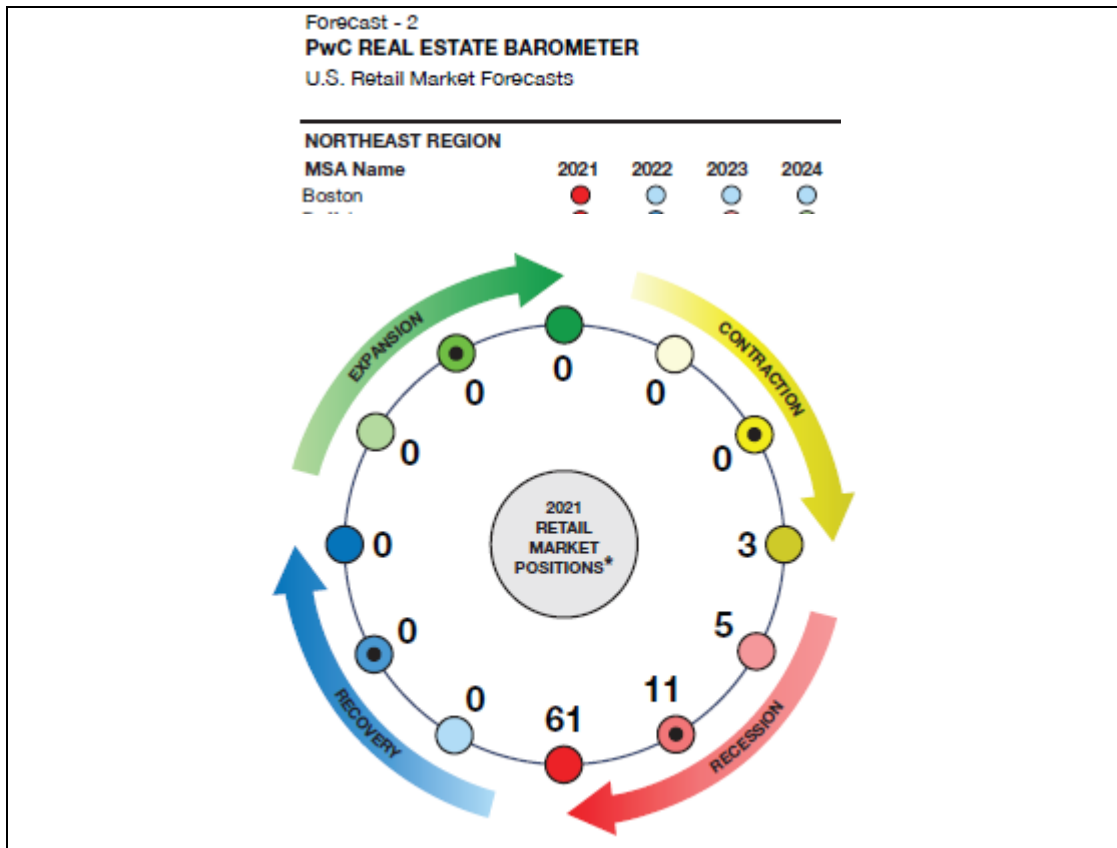 Forecast - 2
PwC REAL ESTATE BAROMETER
U.S. Retail Market Forecasts
NORTHEAST REGION
MSA Name 2021 2022 2023 2024
Boston
EXPANSION
CONTRACTION
0
0
0
0
0
0
3
2021
RETAIL
MARKET
POSITIONS*
0
5
0
11
61
RECOVERY
RECESSION